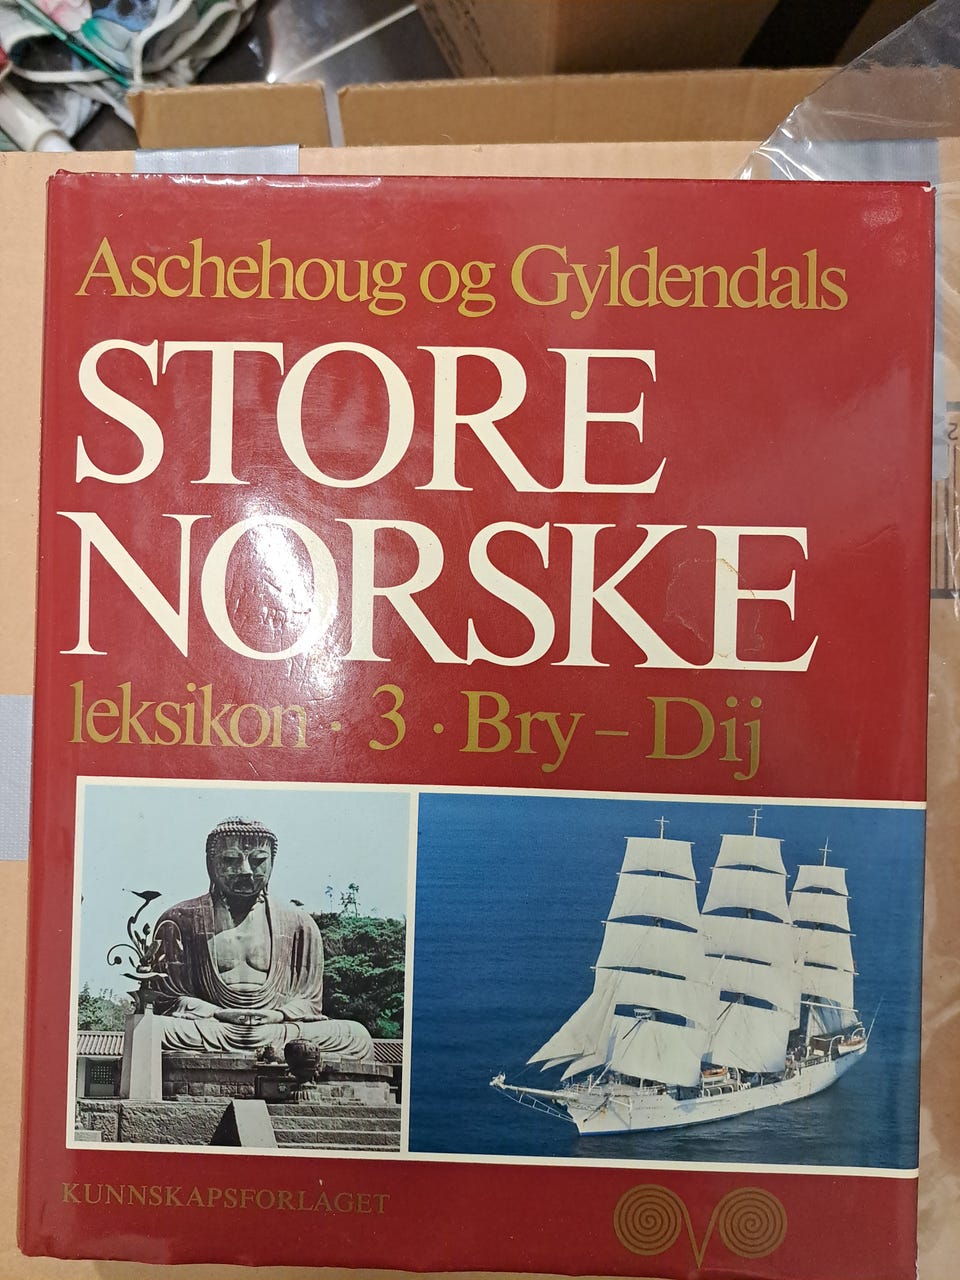 Aschehoug og Gyldendals
STORE
NORSKE
leksikon · 3 · Bry – Dij
KUNNSKAPSFORLAGET